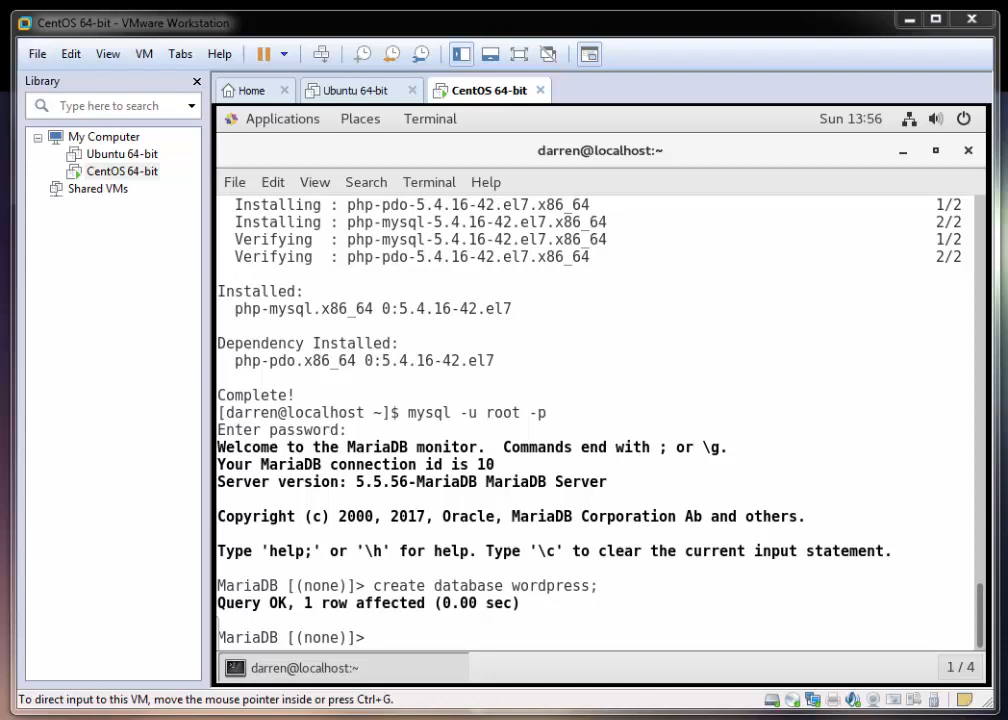 CentOS 64-bit - VMware Workstation
File Edit View VM Tabs Help
Library
Type here to search
My Computer
Ubuntu 64-bit
CentOS 64-bit
Shared VMs
Home Ubuntu 64-bit CentOS 64-bit
Applications Places Terminal Sun 13:56
darren@localhost:~
File Edit View Search Terminal Help
Installing : php-pdo-5.4.16-42.el7.x86_64 1/2
Installing : php-mysql-5.4.16-42.el7.x86_64 2/2
Verifying : php-mysql-5.4.16-42.el7.x86_64 1/2
Verifying : php-pdo-5.4.16-42.el7.x86_64 2/2
Installed:
php-mysql.x86_64 0:5.4.16-42.el7
Dependency Installed:
php-pdo.x86_64 0:5.4.16-42.el7
Complete!
[darren@localhost ~]$ mysql -u root -p
Enter password:
Welcome to the MariaDB monitor. Commands end with ; or \g.
Your MariaDB connection id is 10
Server version: 5.5.56-MariaDB MariaDB Server
Copyright (c) 2000, 2017, Oracle, MariaDB Corporation Ab and others.
Type 'help;' or '\h' for help. Type '\c' to clear the current input statement.
MariaDB [(none)]> create database wordpress;
Query OK, 1 row affected (0.00 sec)
MariaDB [(none)]>
darren@localhost:~ 1 / 4
To direct input to this VM, move the mouse pointer inside or press Ctrl+G.